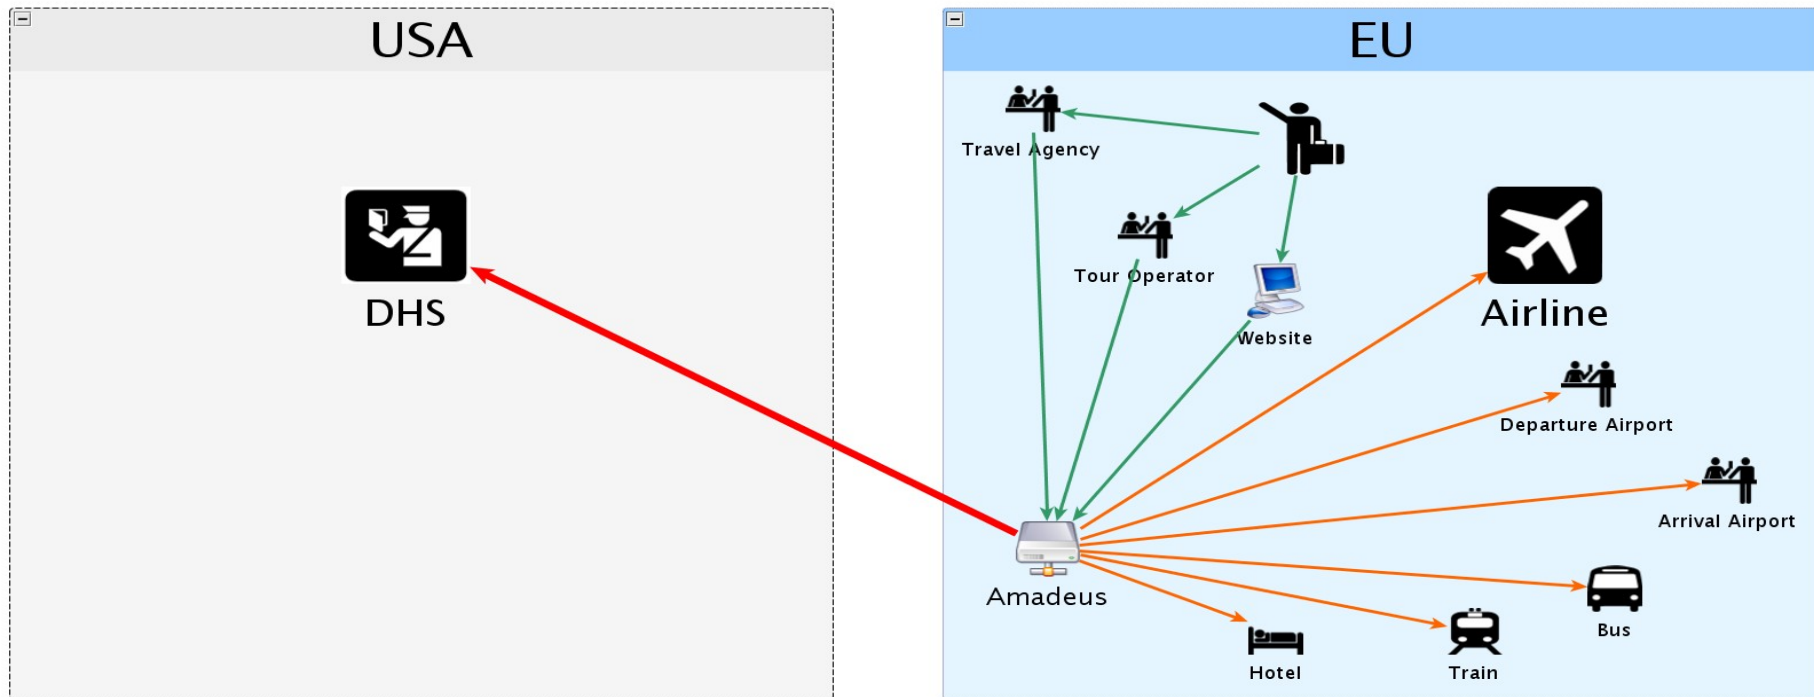 USA
EU
Travel Agency
Tour Operator
Website
DHS
Airline
Departure Airport
Arrival Airport
Amadeus
Bus
Hotel
Train